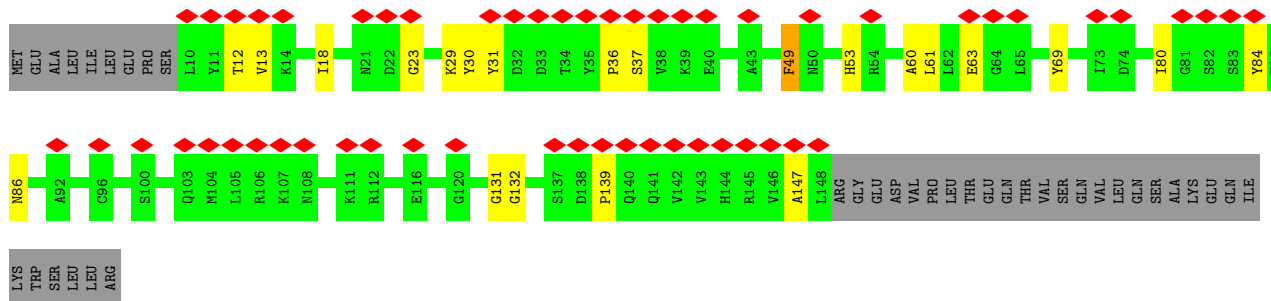 MET GLU ALA LEU ILE LEU GLU PRO SER L10 Y11 T12 V13 K14 I18 N21 D22 G23 K29 Y30 Y31 D32 D33 T34 Y35 P36 S37 V38 K39 E40 A43 F49 N50 H53 R54 A60 L61 L62 E63 G64 L65 Y69 I73 D74 I80 G81 S82 S83 Y84
N86 A92 C96 S100 Q103 M104 L105 R106 K107 N108 K111 R112 E116 G120 G131 G132 S137 D138 P139 Q140 Q141 V142 V143 H144 R145 V146 A147 L148 ARG GLY GLU ASP VAL PRO LEU THR GLU GLN THR VAL SER GLN VAL LEU GLN SER ALA LYS GLU GLN ILE
LYS TRP SER LEU LEU ARG